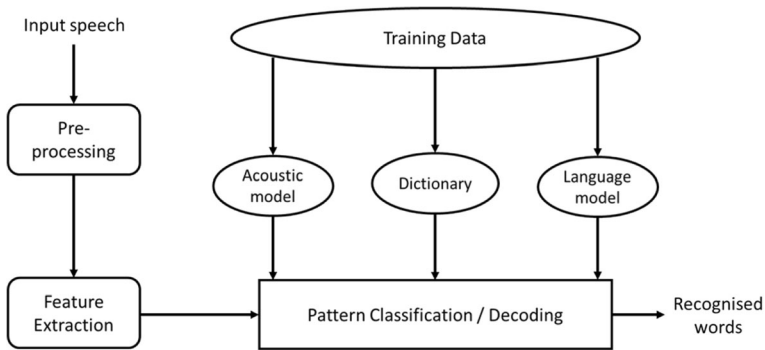 Input speech
Training Data
Pre-
processing
Acoustic
model
Dictionary
Language
model
Feature
Extraction
Pattern Classification / Decoding
Recognised
words